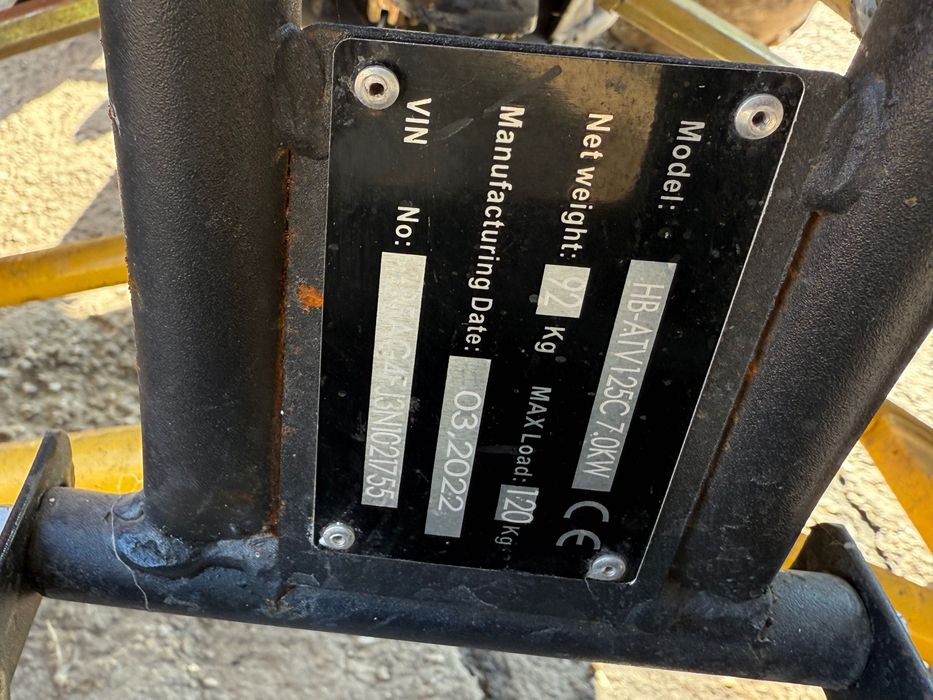 Model: HB-ATV125C 7.0KW
Net weight: 92 Kg MAX Load: 120 Kg.
Manufacturing Date: 03.2022
VIN No:
CE